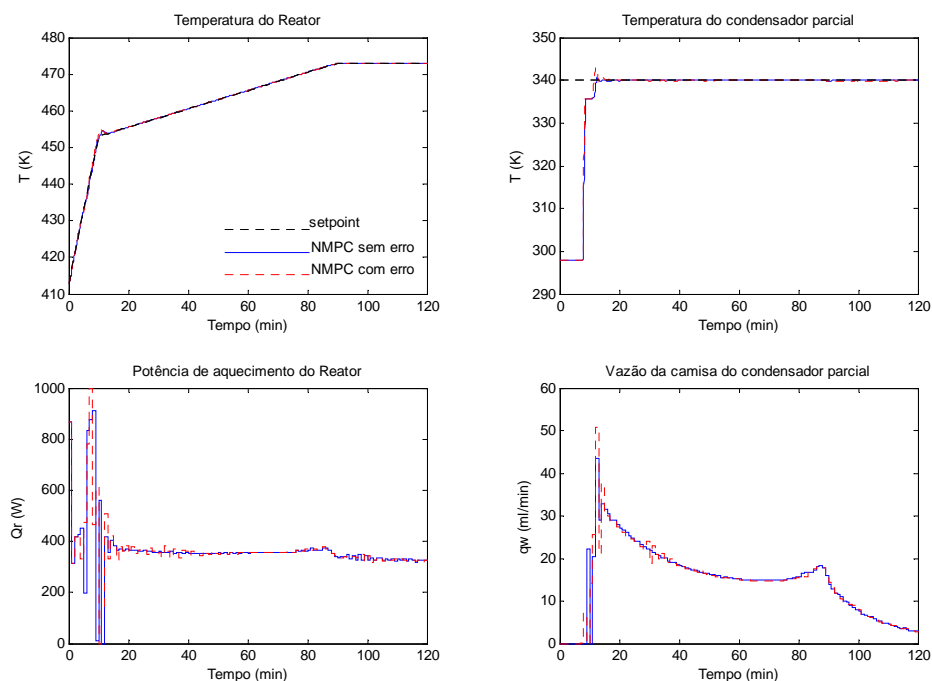 Temperatura do Reator
480
470
460
450
440
430
420
410
T (K)
setpoint
NMPC sem erro
NMPC com erro
0 20 40 60 80 100 120
Tempo (min)
Temperatura do condensador parcial
350
340
330
320
310
300
290
T (K)
0 20 40 60 80 100 120
Tempo (min)
Potência de aquecimento do Reator
1000
800
600
400
200
0
Qr (W)
0 20 40 60 80 100 120
Tempo (min)
Vazão da camisa do condensador parcial
60
50
40
30
20
10
0
qw (ml/min)
0 20 40 60 80 100 120
Tempo (min)